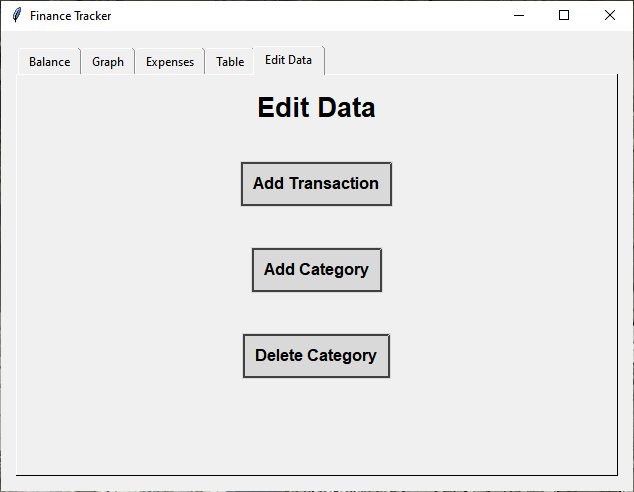 Finance Tracker
Balance Graph Expenses Table Edit Data
Edit Data
Add Transaction
Add Category
Delete Category